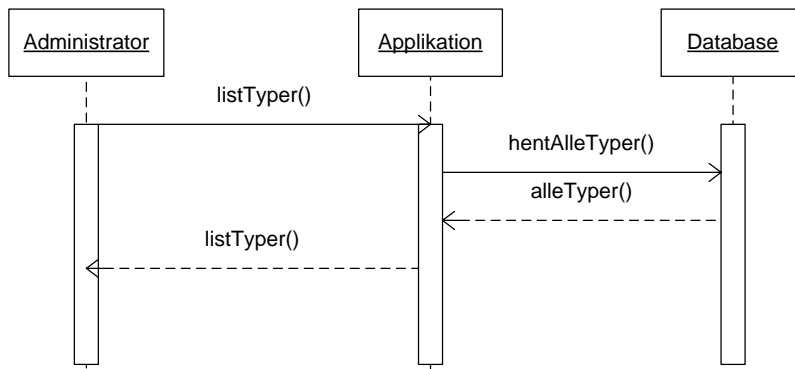 Administrator
Applikation
Database
listTyper()
hentAlleTyper()
alleTyper()
listTyper()